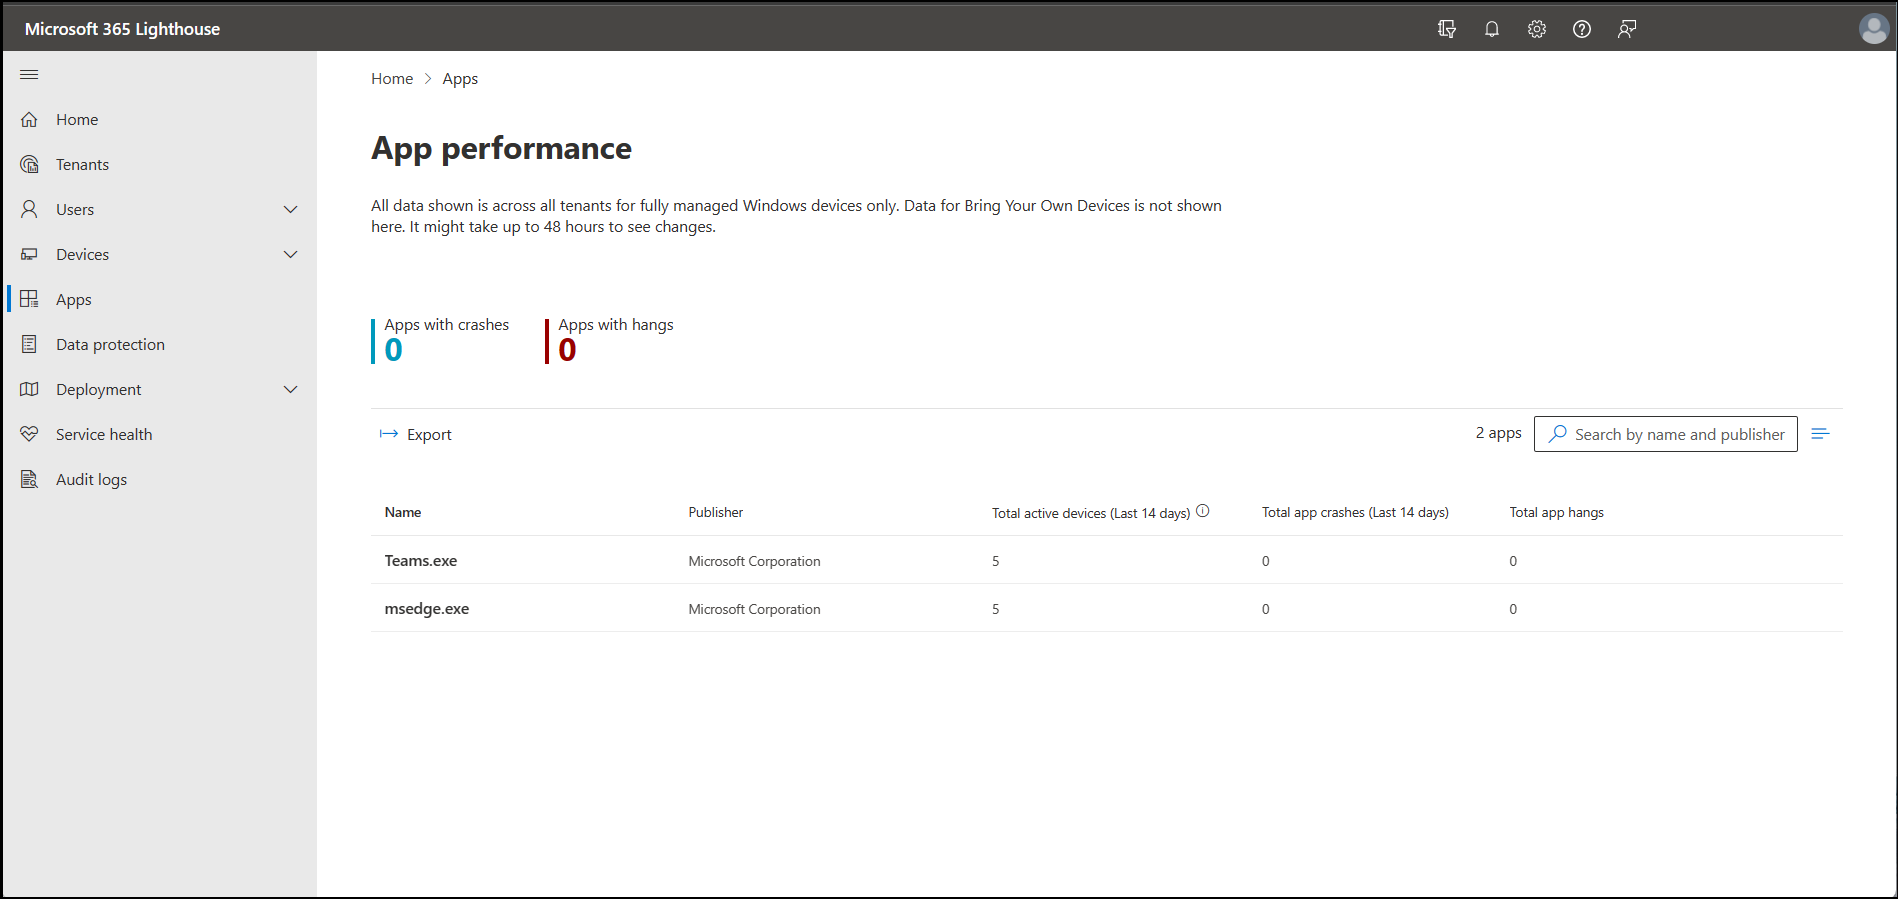 Microsoft 365 Lighthouse
Home
Tenants
Users
Devices
Apps
Data protection
Deployment
Service health
Audit logs
Home > Apps
App performance
All data shown is across all tenants for fully managed Windows devices only. Data for Bring Your Own Devices is not shown
here. It might take up to 48 hours to see changes.
Apps with crashes
0
Apps with hangs
0
Export
2 apps
Search by name and publisher
Name Publisher Total active devices (Last 14 days) Total app crashes (Last 14 days) Total app hangs
Teams.exe Microsoft Corporation 5 0 0
msedge.exe Microsoft Corporation 5 0 0